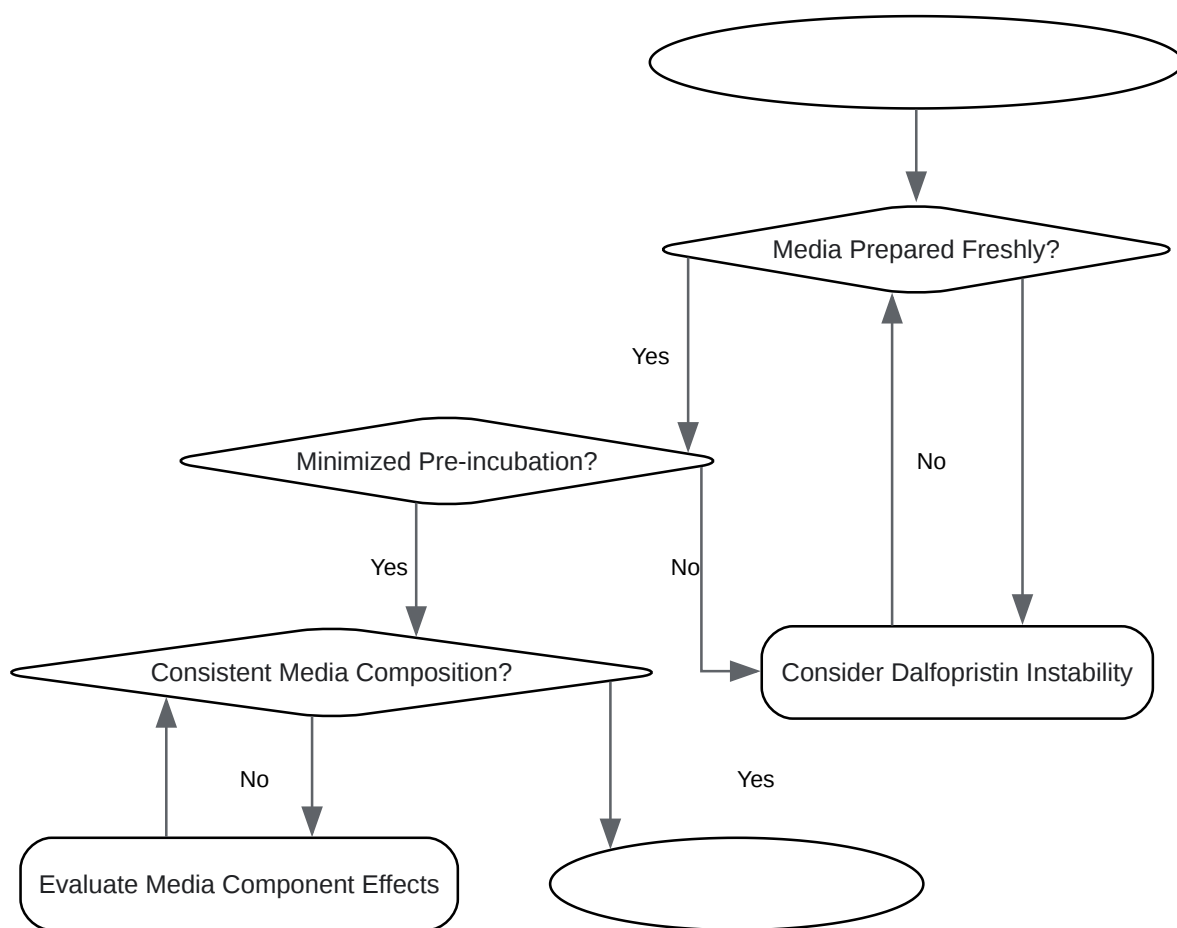 Media Prepared Freshly?
Yes
Minimized Pre-incubation?
No
Yes
No
Consistent Media Composition?
Consider Dalfopristin Instability
No
Yes
Evaluate Media Component Effects